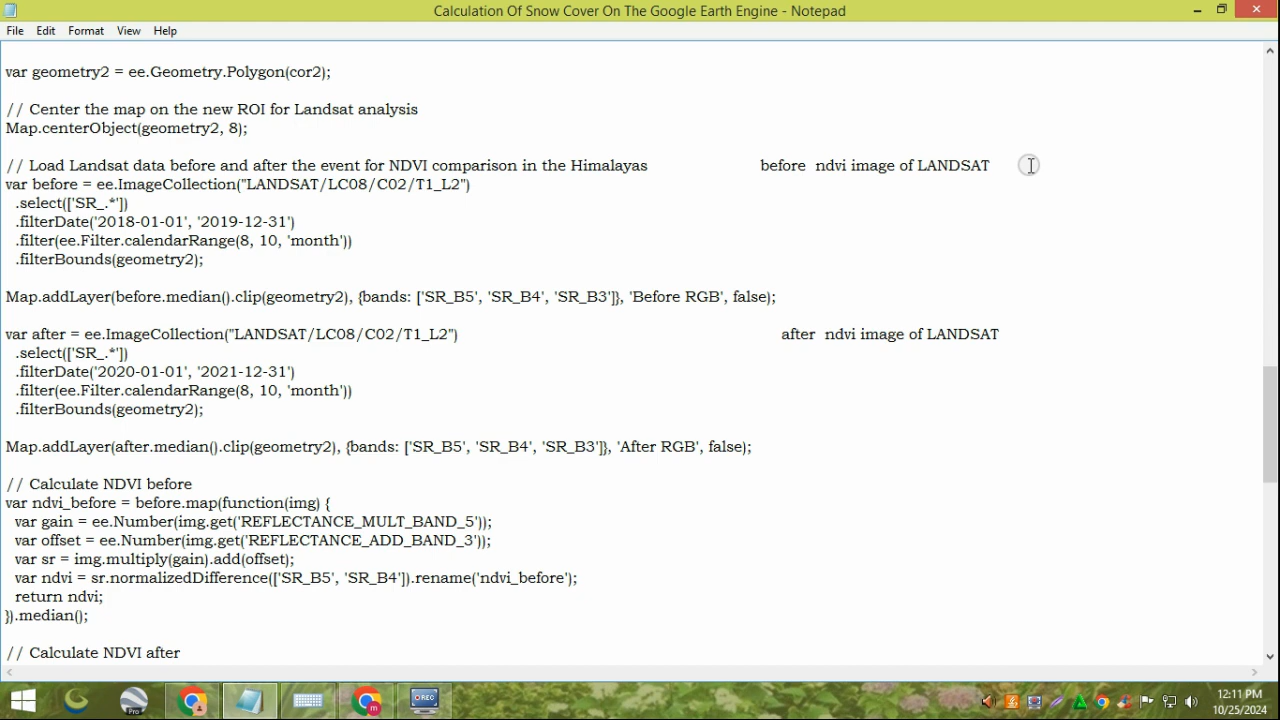 Calculation Of Snow Cover On The Google Earth Engine - Notepad
File Edit Format View Help
var geometry2 = ee.Geometry.Polygon(cor2);
// Center the map on the new ROI for Landsat analysis
Map.centerObject(geometry2, 8);
// Load Landsat data before and after the event for NDVI comparison in the Himalayas before ndvi image of LANDSAT
var before = ee.ImageCollection("LANDSAT/LC08/C02/T1_L2")
.select(['SR_.*'])
.filterDate('2018-01-01', '2019-12-31')
.filter(ee.Filter.calendarRange(8, 10, 'month'))
.filterBounds(geometry2);
Map.addLayer(before.median().clip(geometry2), {bands: ['SR_B5', 'SR_B4', 'SR_B3']}, 'Before RGB', false);
var after = ee.ImageCollection("LANDSAT/LC08/C02/T1_L2") after ndvi image of LANDSAT
.select(['SR_.*'])
.filterDate('2020-01-01', '2021-12-31')
.filter(ee.Filter.calendarRange(8, 10, 'month'))
.filterBounds(geometry2);
Map.addLayer(after.median().clip(geometry2), {bands: ['SR_B5', 'SR_B4', 'SR_B3']}, 'After RGB', false);
// Calculate NDVI before
var ndvi_before = before.map(function(img) {
var gain = ee.Number(img.get('REFLECTANCE_MULT_BAND_5'));
var offset = ee.Number(img.get('REFLECTANCE_ADD_BAND_3'));
var sr = img.multiply(gain).add(offset);
var ndvi = sr.normalizedDifference(['SR_B5', 'SR_B4']).rename('ndvi_before');
return ndvi;
}).median();
// Calculate NDVI after
Pro
m
REC
12:11 PM
10/25/2024